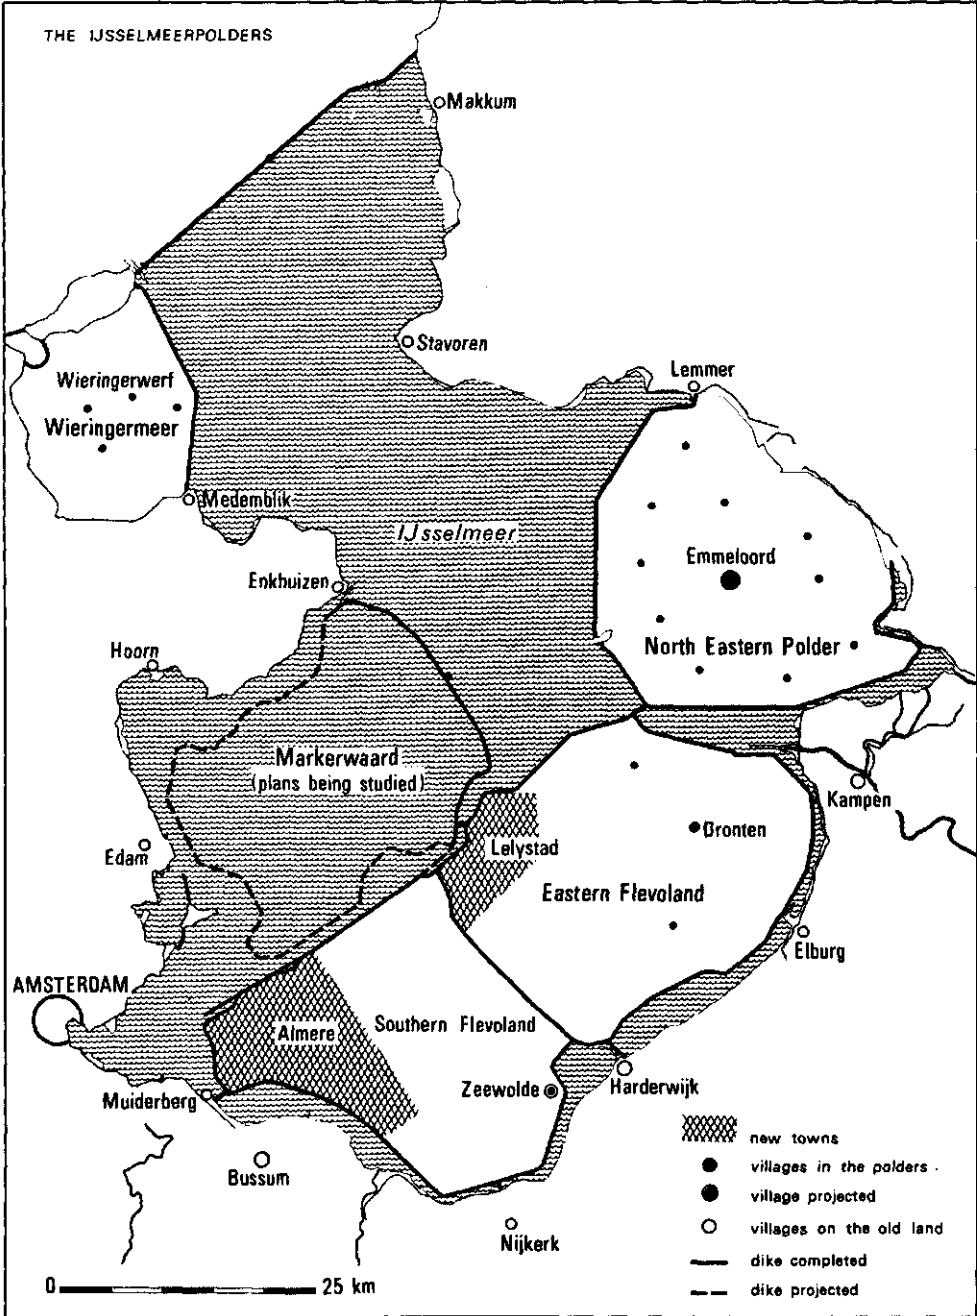 THE IJSSELMEERPOLDERS
Makkum
Stavoren
Lemmer
Wieringerwerf
Wieringermeer
Medemblik
IJsselmeer
Emmeloord
Enkhuizen
North Eastern Polder
Hoorn
Markerwaard
(plans being studied)
Kampen
Dronten
Lelystad
Edam
Eastern Flevoland
Elburg
AMSTERDAM
Almere
Southern Flevoland
Zeewolde
Harderwijk
Muiderberg
Bussum
Nijkerk
new towns
villages in the polders .
village projected
villages on the old land
dike completed
dike projected
0 25 km